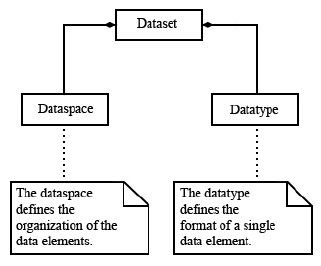 Dataset
Dataspace
Datatype
The dataspace
defines the
organization of the
data elements.
The datatype
defines the
format of a single
data element.